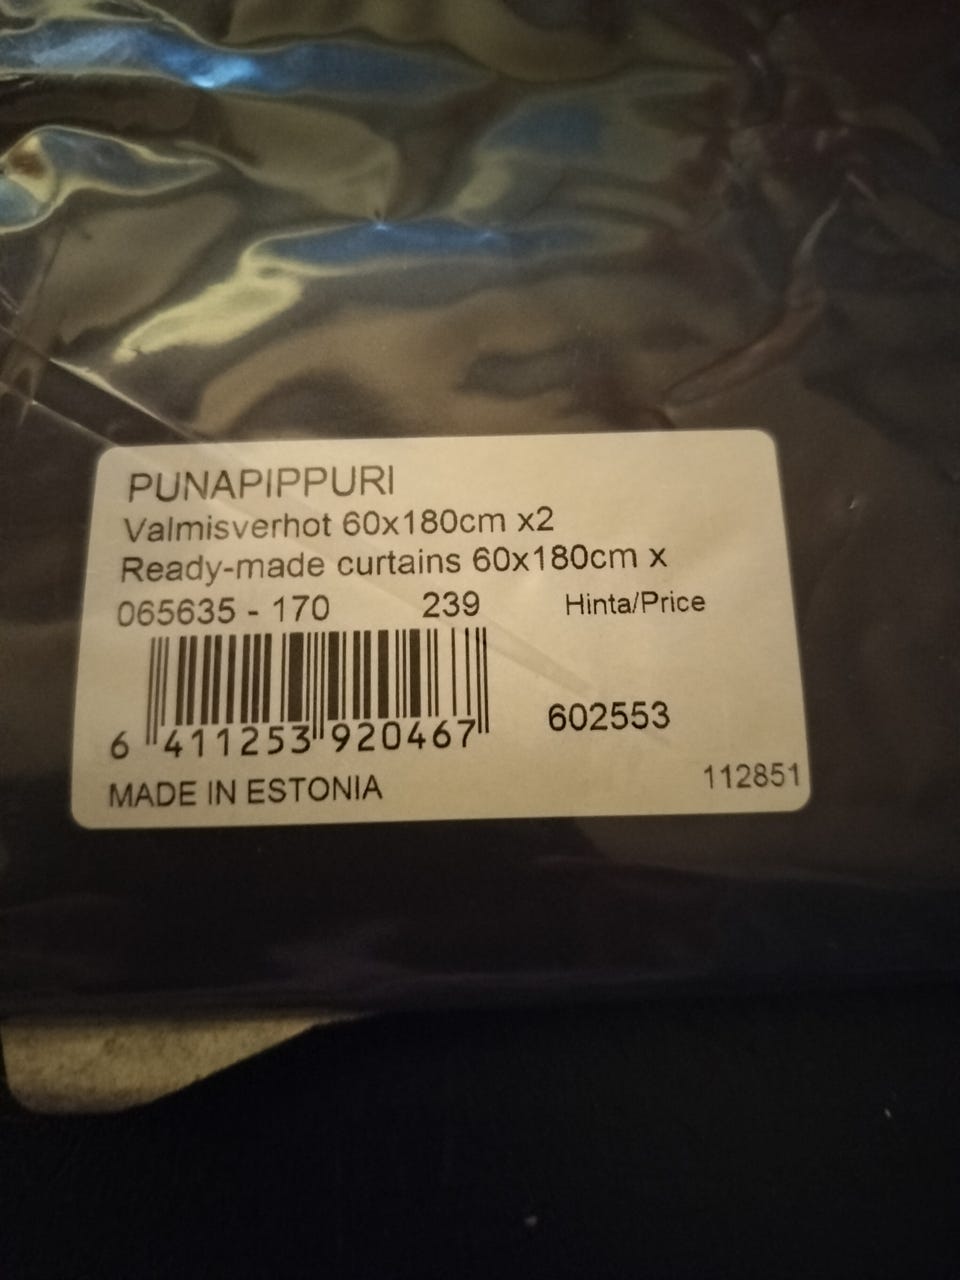 PUNAPIPPURI
Valmisverhot 60x180cm x2
Ready-made curtains 60x180cm x
065635 - 170 239 Hinta/Price
6 411253 920467
602553
MADE IN ESTONIA
112851